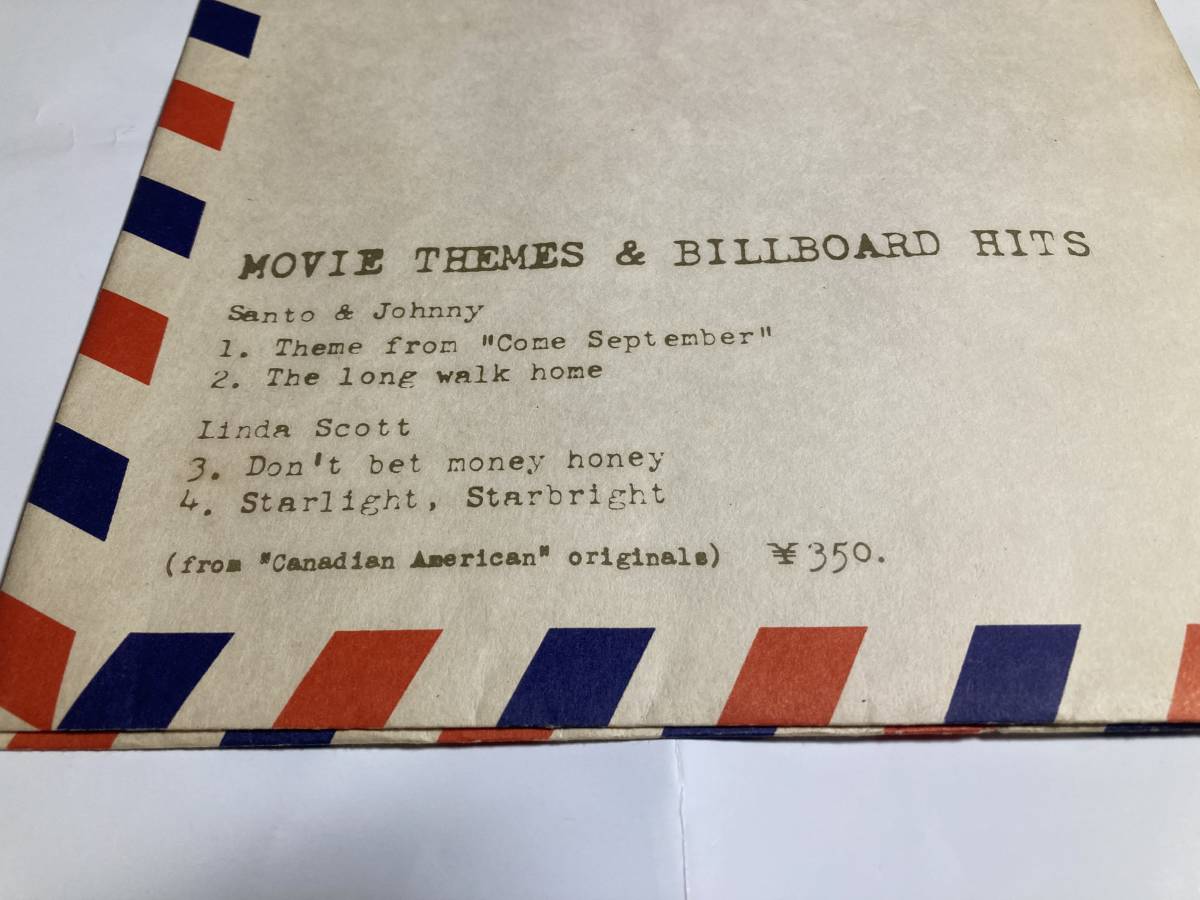 MOVIE THEMES & BILLBOARD HITS
Santo & Johnny
1. Theme from "Come September"
2. The long walk home
Linda Scott
3. Don't bet money honey
4. Starlight, Starbright
(from "Canadian American" originals) ¥350.